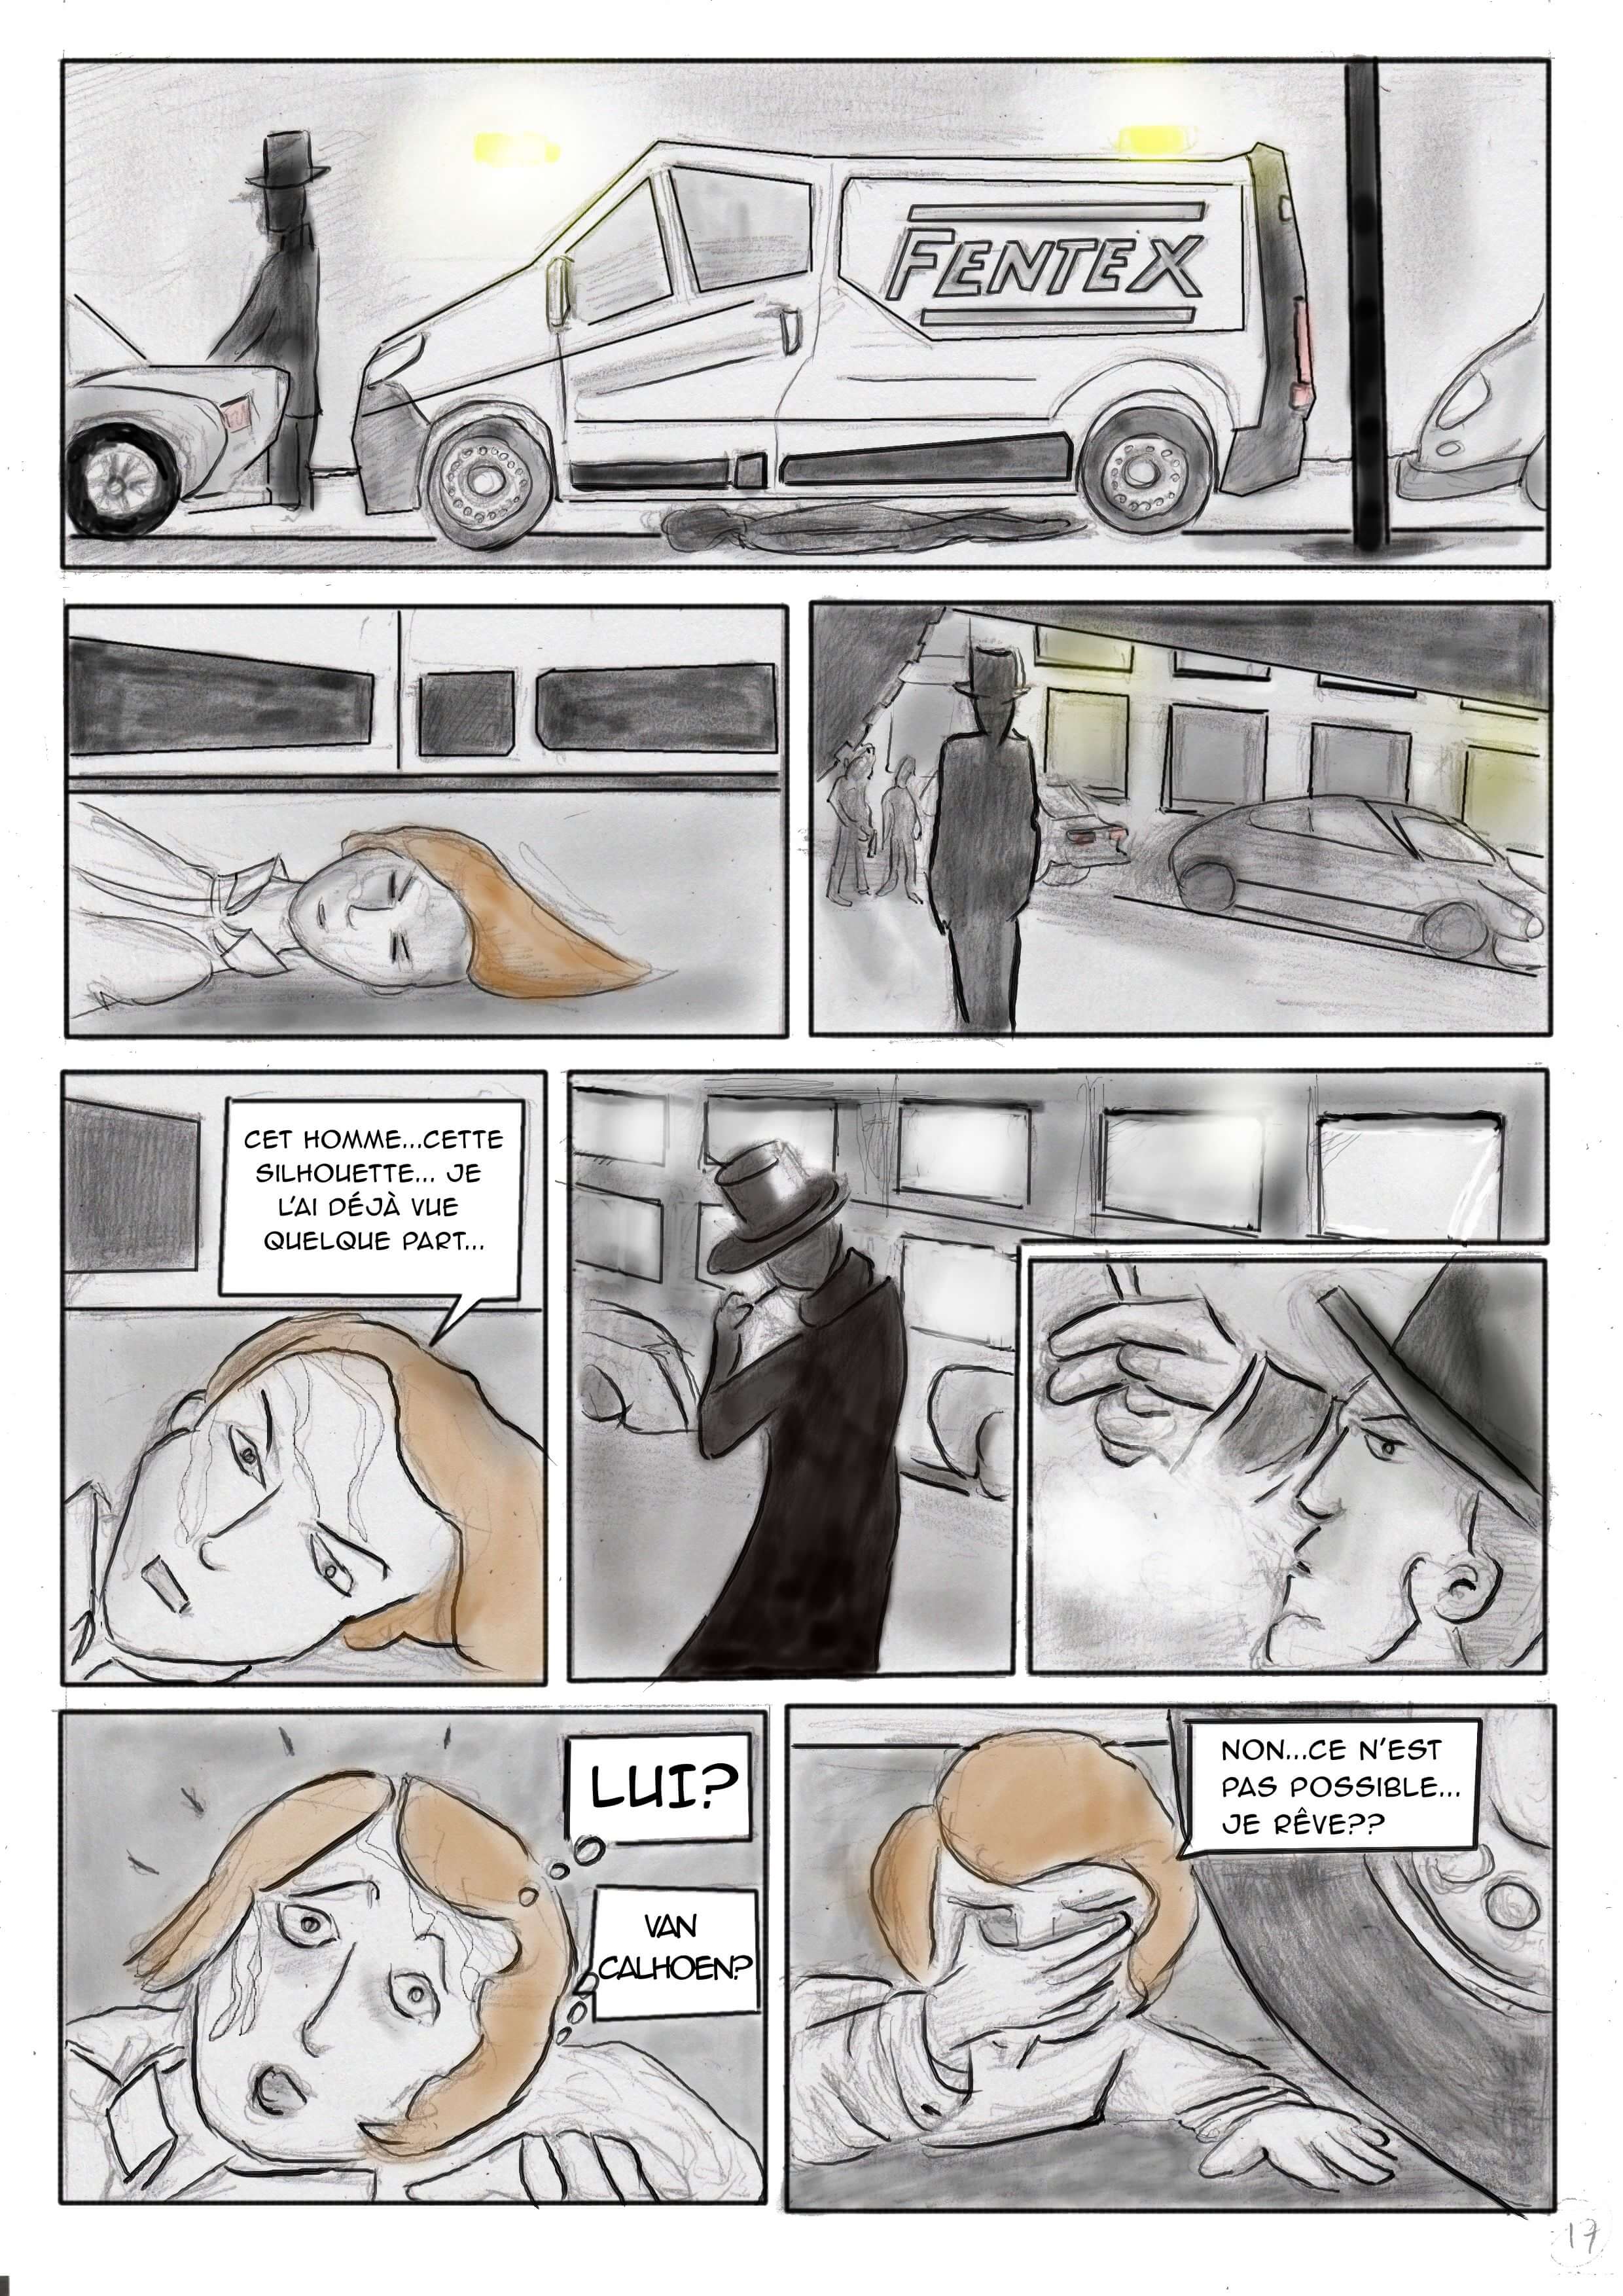 FENTEX
CET HOMME...CETTE
SILHOUETTE... JE
L'AI DÉJÀ VUE
QUELQUE PART...
LUI?
VAN
CALHOEN?
NON...CE N'EST
PAS POSSIBLE...
JE RÊVE??
17